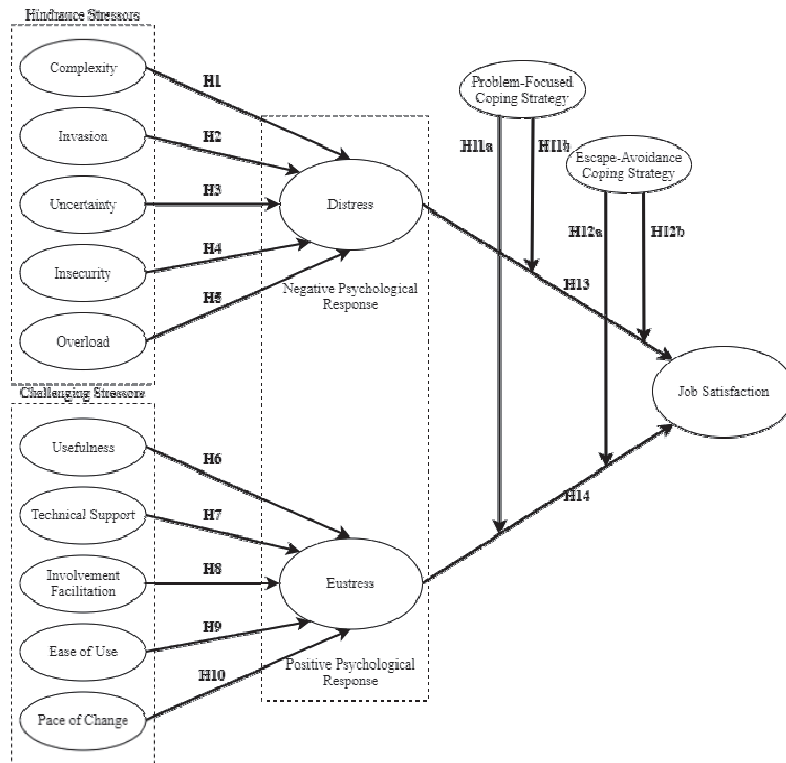 Hindrance Stressors
Complexity
Invasion
Uncertainty
Insecurity
Overload
H1
H2
H3
H4
H5
Distress
Negative Psychological
Response
Challenging Stressors
Usefulness
Technical Support
Involvement
Facilitation
Ease of Use
Pace of Change
H6
H7
H8
H9
H10
Eustress
Positive Psychological
Response
Problem-Focused
Coping Strategy
H11a
H11b
Escape-Avoidance
Coping Strategy
H12a
H12b
H13
H14
Job Satisfaction